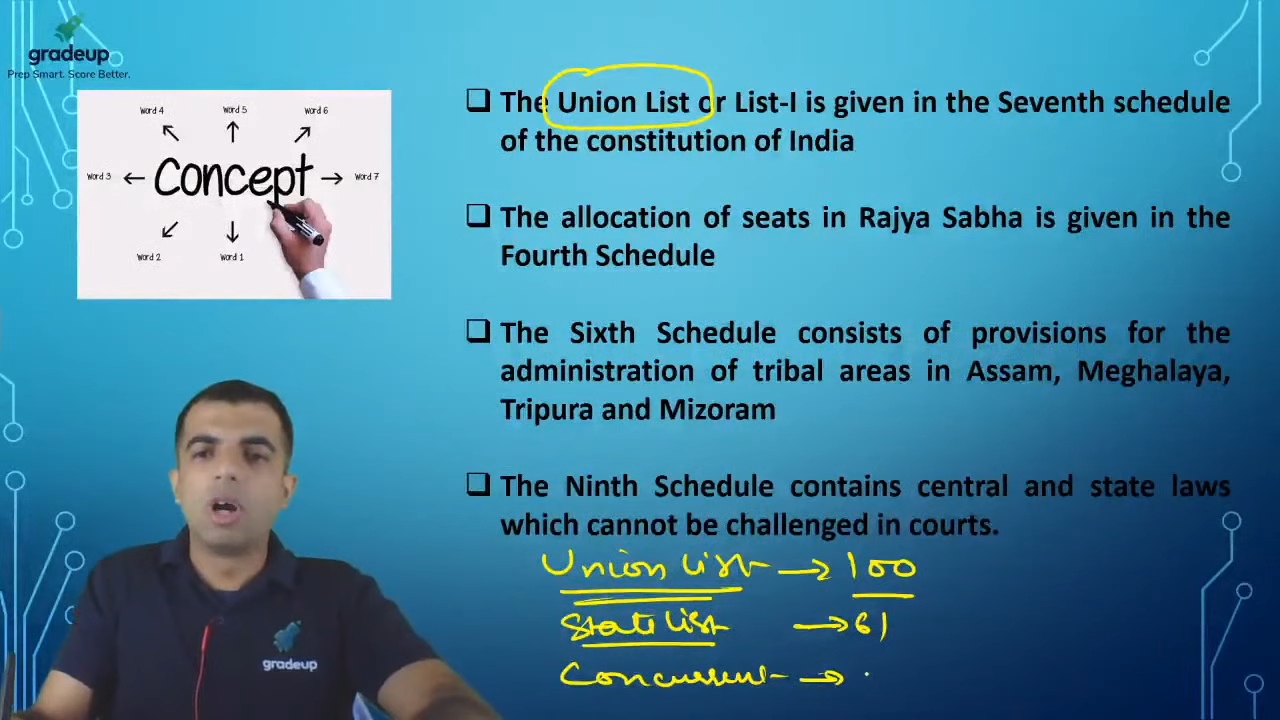 gradeup
Prep Smart. Score Better.
Word 4
Word 5
Word 6
Word 3
Concept
Word 7
Word 2
Word 1
❑ The Union List or List-I is given in the Seventh schedule
of the constitution of India
❑ The allocation of seats in Rajya Sabha is given in the
Fourth Schedule
❑ The Sixth Schedule consists of provisions for the
administration of tribal areas in Assam, Meghalaya,
Tripura and Mizoram
❑ The Ninth Schedule contains central and state laws
which cannot be challenged in courts.
Union list → 100
State list → 61
Concurrent →
gradeup